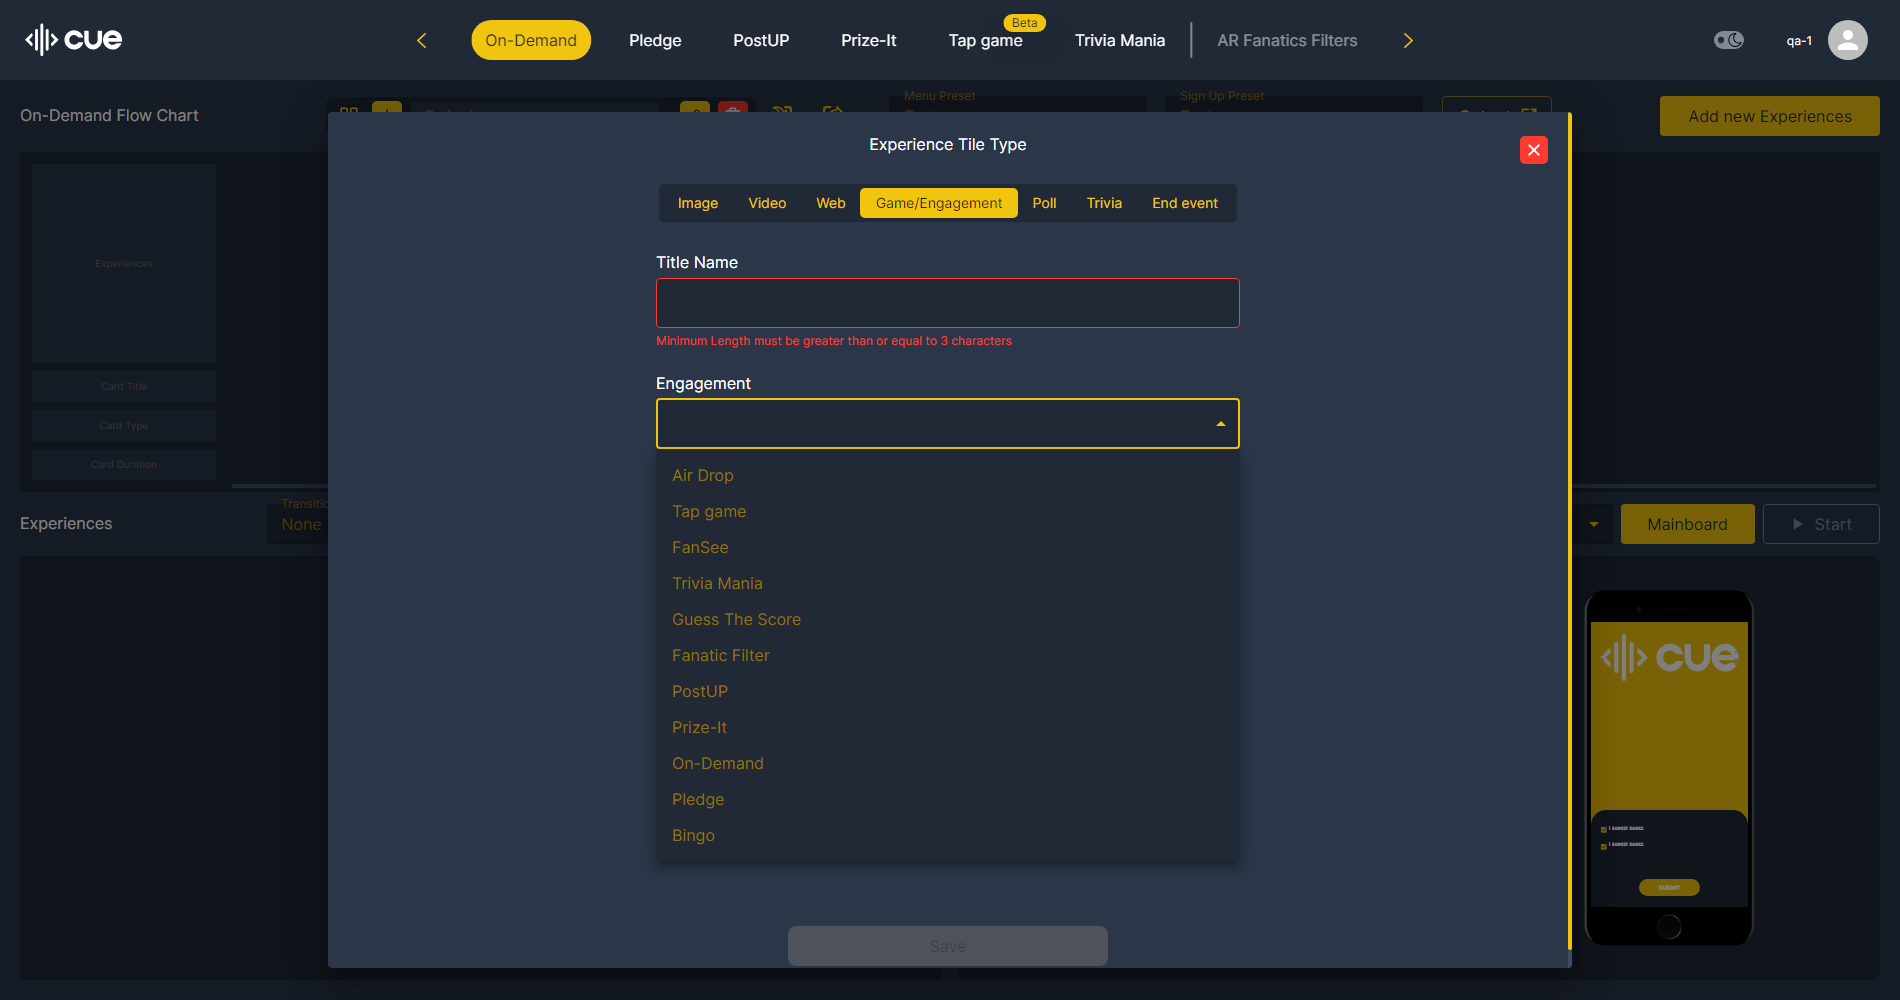 cue
On-Demand
Pledge
PostUP
Prize-It
Tap game
Beta
Trivia Mania
AR Fanatics Filters
qa-1
On-Demand Flow Chart
Menu Preset
Sign Up Preset
Add new Experiences
Experience Tile Type
Image
Video
Web
Game/Engagement
Poll
Trivia
End event
Experiences
Title Name
Minimum Length must be greater than or equal to 3 characters
Card Title
Card Type
Card Duration
Engagement
Air Drop
Tap game
FanSee
Trivia Mania
Guess The Score
Fanatic Filter
PostUP
Prize-It
On-Demand
Pledge
Bingo
Experiences
None
Mainboard
Start
cue
Save